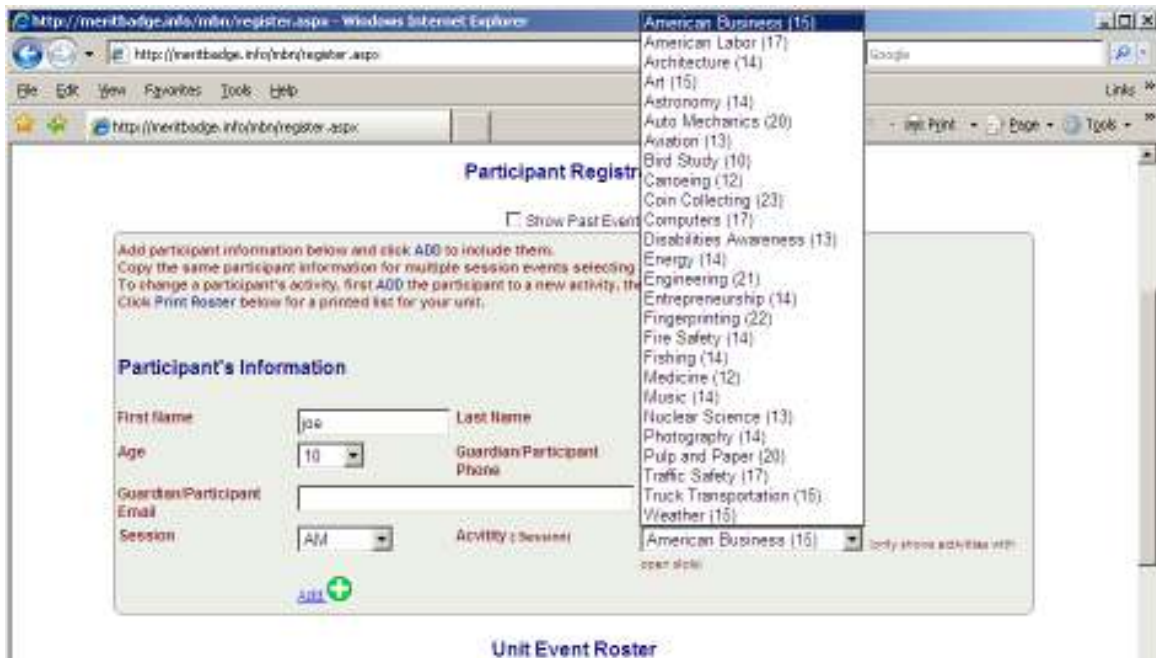 http://meritbadge.info/mbn/register.aspx - Windows Internet Explorer
http://meritbadge.info/mbn/register.aspx
Google
File Edit View Favorites Tools Help
Links »
http://meritbadge.info/mbn/register.aspx
Print Page Tools »
Participant Registr
Show Past Event
Add participant information below and click ADD to include them.
Copy the same participant information for multiple session events selecting
To change a participant's activity, first ADD the participant to a new activity, the
Click Print Roster below for a printed list for your unit.
Participant's Information
First Name joe Last Name
Age 10 Guardian/Participant Phone
Guardian/Participant Email
Session AM Acvitity ( Session)
American Business (15)
American Labor (17)
Architecture (14)
Art (15)
Astronomy (14)
Auto Mechanics (20)
Aviation (13)
Bird Study (10)
Canoeing (12)
Coin Collecting (23)
Computers (17)
Disabilities Awareness (13)
Energy (14)
Engineering (21)
Entrepreneurship (14)
Fingerprinting (22)
Fire Safety (14)
Fishing (14)
Medicine (12)
Music (14)
Nuclear Science (13)
Photography (14)
Pulp and Paper (20)
Traffic Safety (17)
Truck Transportation (15)
Weather (15)
American Business (15) (only shows activities with
open slots)
Add
Unit Event Roster